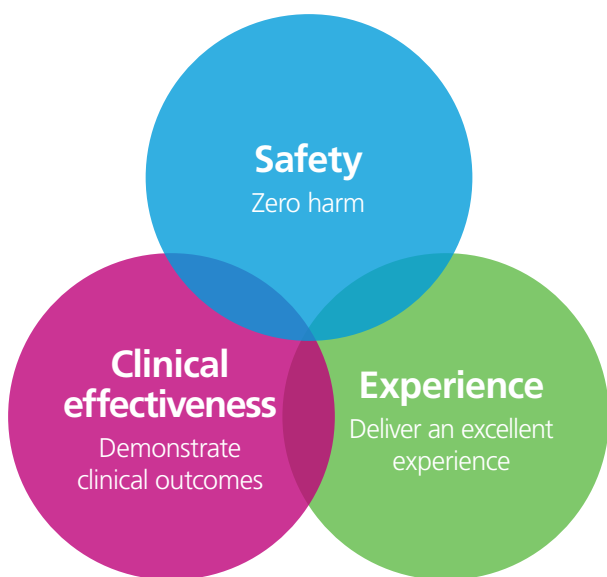 Safety
Zero harm
Clinical
effectiveness
Demonstrate
clinical outcomes
Experience
Deliver an excellent
experience